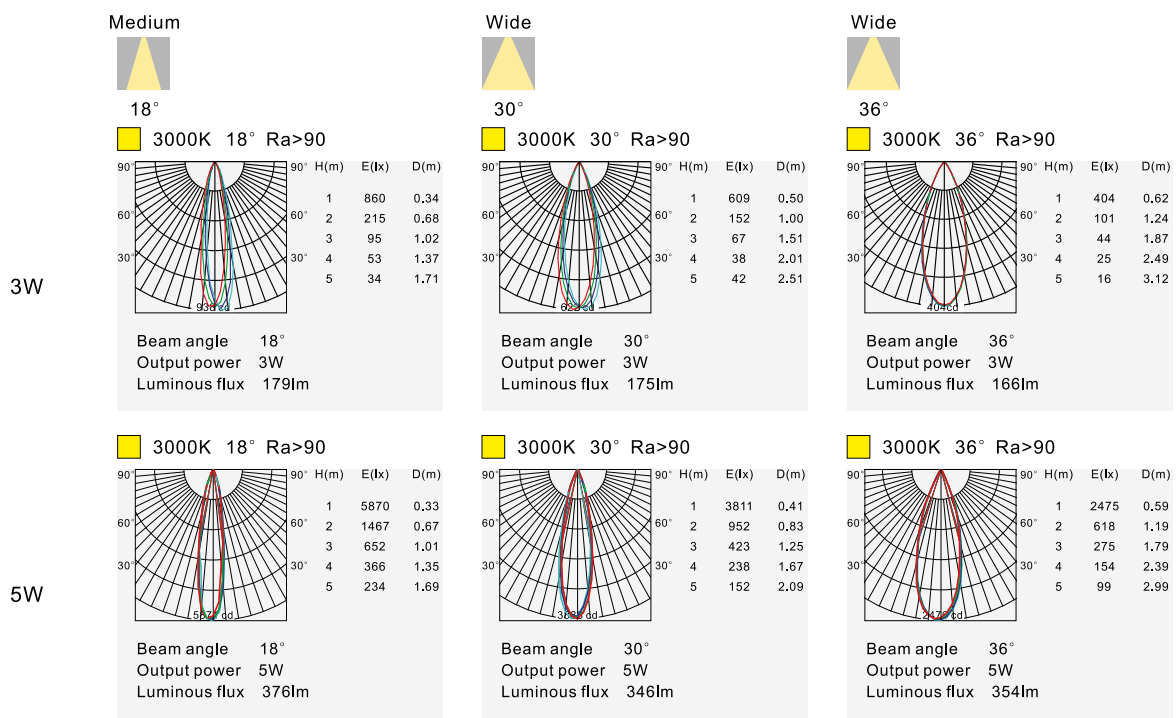 Medium
Wide
Wide
18°
30°
36°
3W
3000K 18° Ra>90
90° 90° H(m) E(lx) D(m)
1 860 0.34
60° 60° 2 215 0.68
3 95 1.02
30° 30° 4 53 1.37
5 34 1.71
938 cd
Beam angle 18°
Output power 3W
Luminous flux 179lm
3000K 30° Ra>90
90° 90° H(m) E(lx) D(m)
1 609 0.50
60° 60° 2 152 1.00
3 67 1.51
30° 30° 4 38 2.01
5 42 2.51
622 cd
Beam angle 30°
Output power 3W
Luminous flux 175lm
3000K 36° Ra>90
90° 90° H(m) E(lx) D(m)
1 404 0.62
60° 60° 2 101 1.24
3 44 1.87
30° 30° 4 25 2.49
5 16 3.12
404cd
Beam angle 36°
Output power 3W
Luminous flux 166lm
5W
3000K 18° Ra>90
90° 90° H(m) E(lx) D(m)
1 5870 0.33
60° 60° 2 1467 0.67
3 652 1.01
30° 30° 4 366 1.35
5 234 1.69
cd
Beam angle 18°
Output power 5W
Luminous flux 376lm
3000K 30° Ra>90
90° 90° H(m) E(lx) D(m)
1 3811 0.41
60° 60° 2 952 0.83
3 423 1.25
30° 30° 4 238 1.67
5 152 2.09
cd
Beam angle 30°
Output power 5W
Luminous flux 346lm
3000K 36° Ra>90
90° 90° H(m) E(lx) D(m)
1 2475 0.59
60° 60° 2 618 1.19
3 275 1.79
30° 30° 4 154 2.39
5 99 2.99
cd
Beam angle 36°
Output power 5W
Luminous flux 354lm